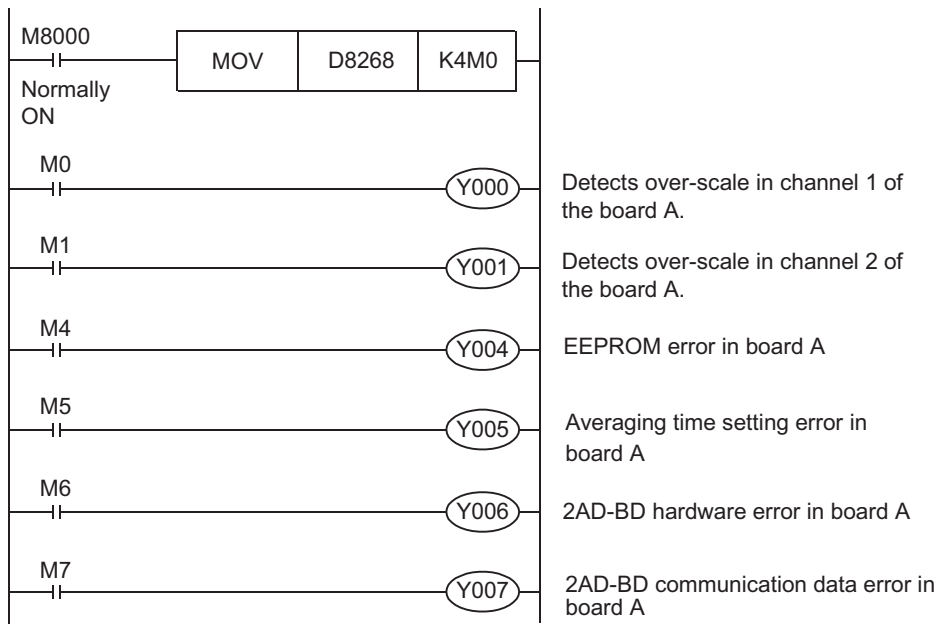 M8000
MOV D8268 K4M0
Normally
ON
M0
Y000
Detects over-scale in channel 1 of
the board A.
M1
Y001
Detects over-scale in channel 2 of
the board A.
M4
Y004
EEPROM error in board A
M5
Y005
Averaging time setting error in
board A
M6
Y006
2AD-BD hardware error in board A
M7
Y007
2AD-BD communication data error in
board A